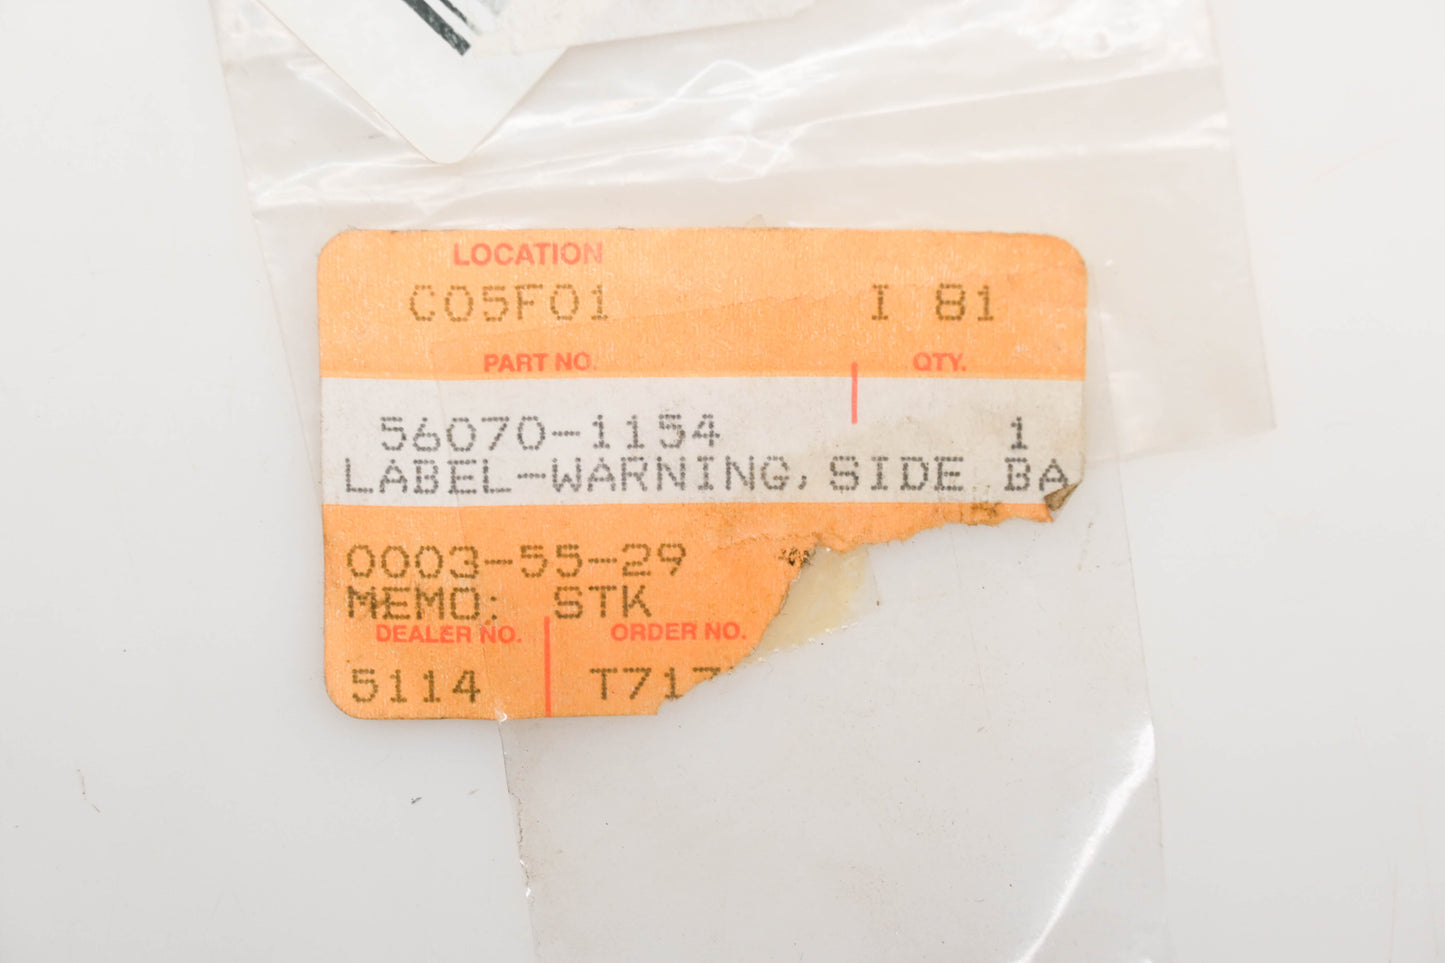 LOCATION
C05F01 I 81
PART NO. QTY.
56070-1154 1
LABEL-WARNING, SIDE BA
0003-55-29
MEMO: STK
DEALER NO. ORDER NO.
5114 T717